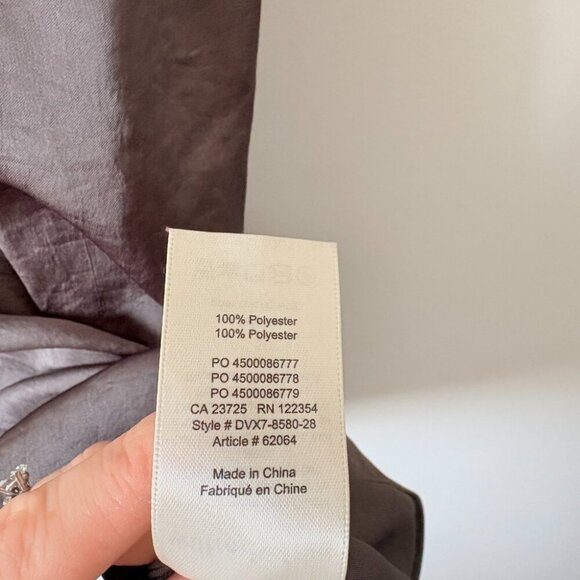 100% Polyester
100% Polyester
PO 4500086777
PO 4500086778
PO 4500086779
CA 23725 RN 122354
Style # DVX7-8580-28
Article # 62064
Made in China
Fabriqué en Chine